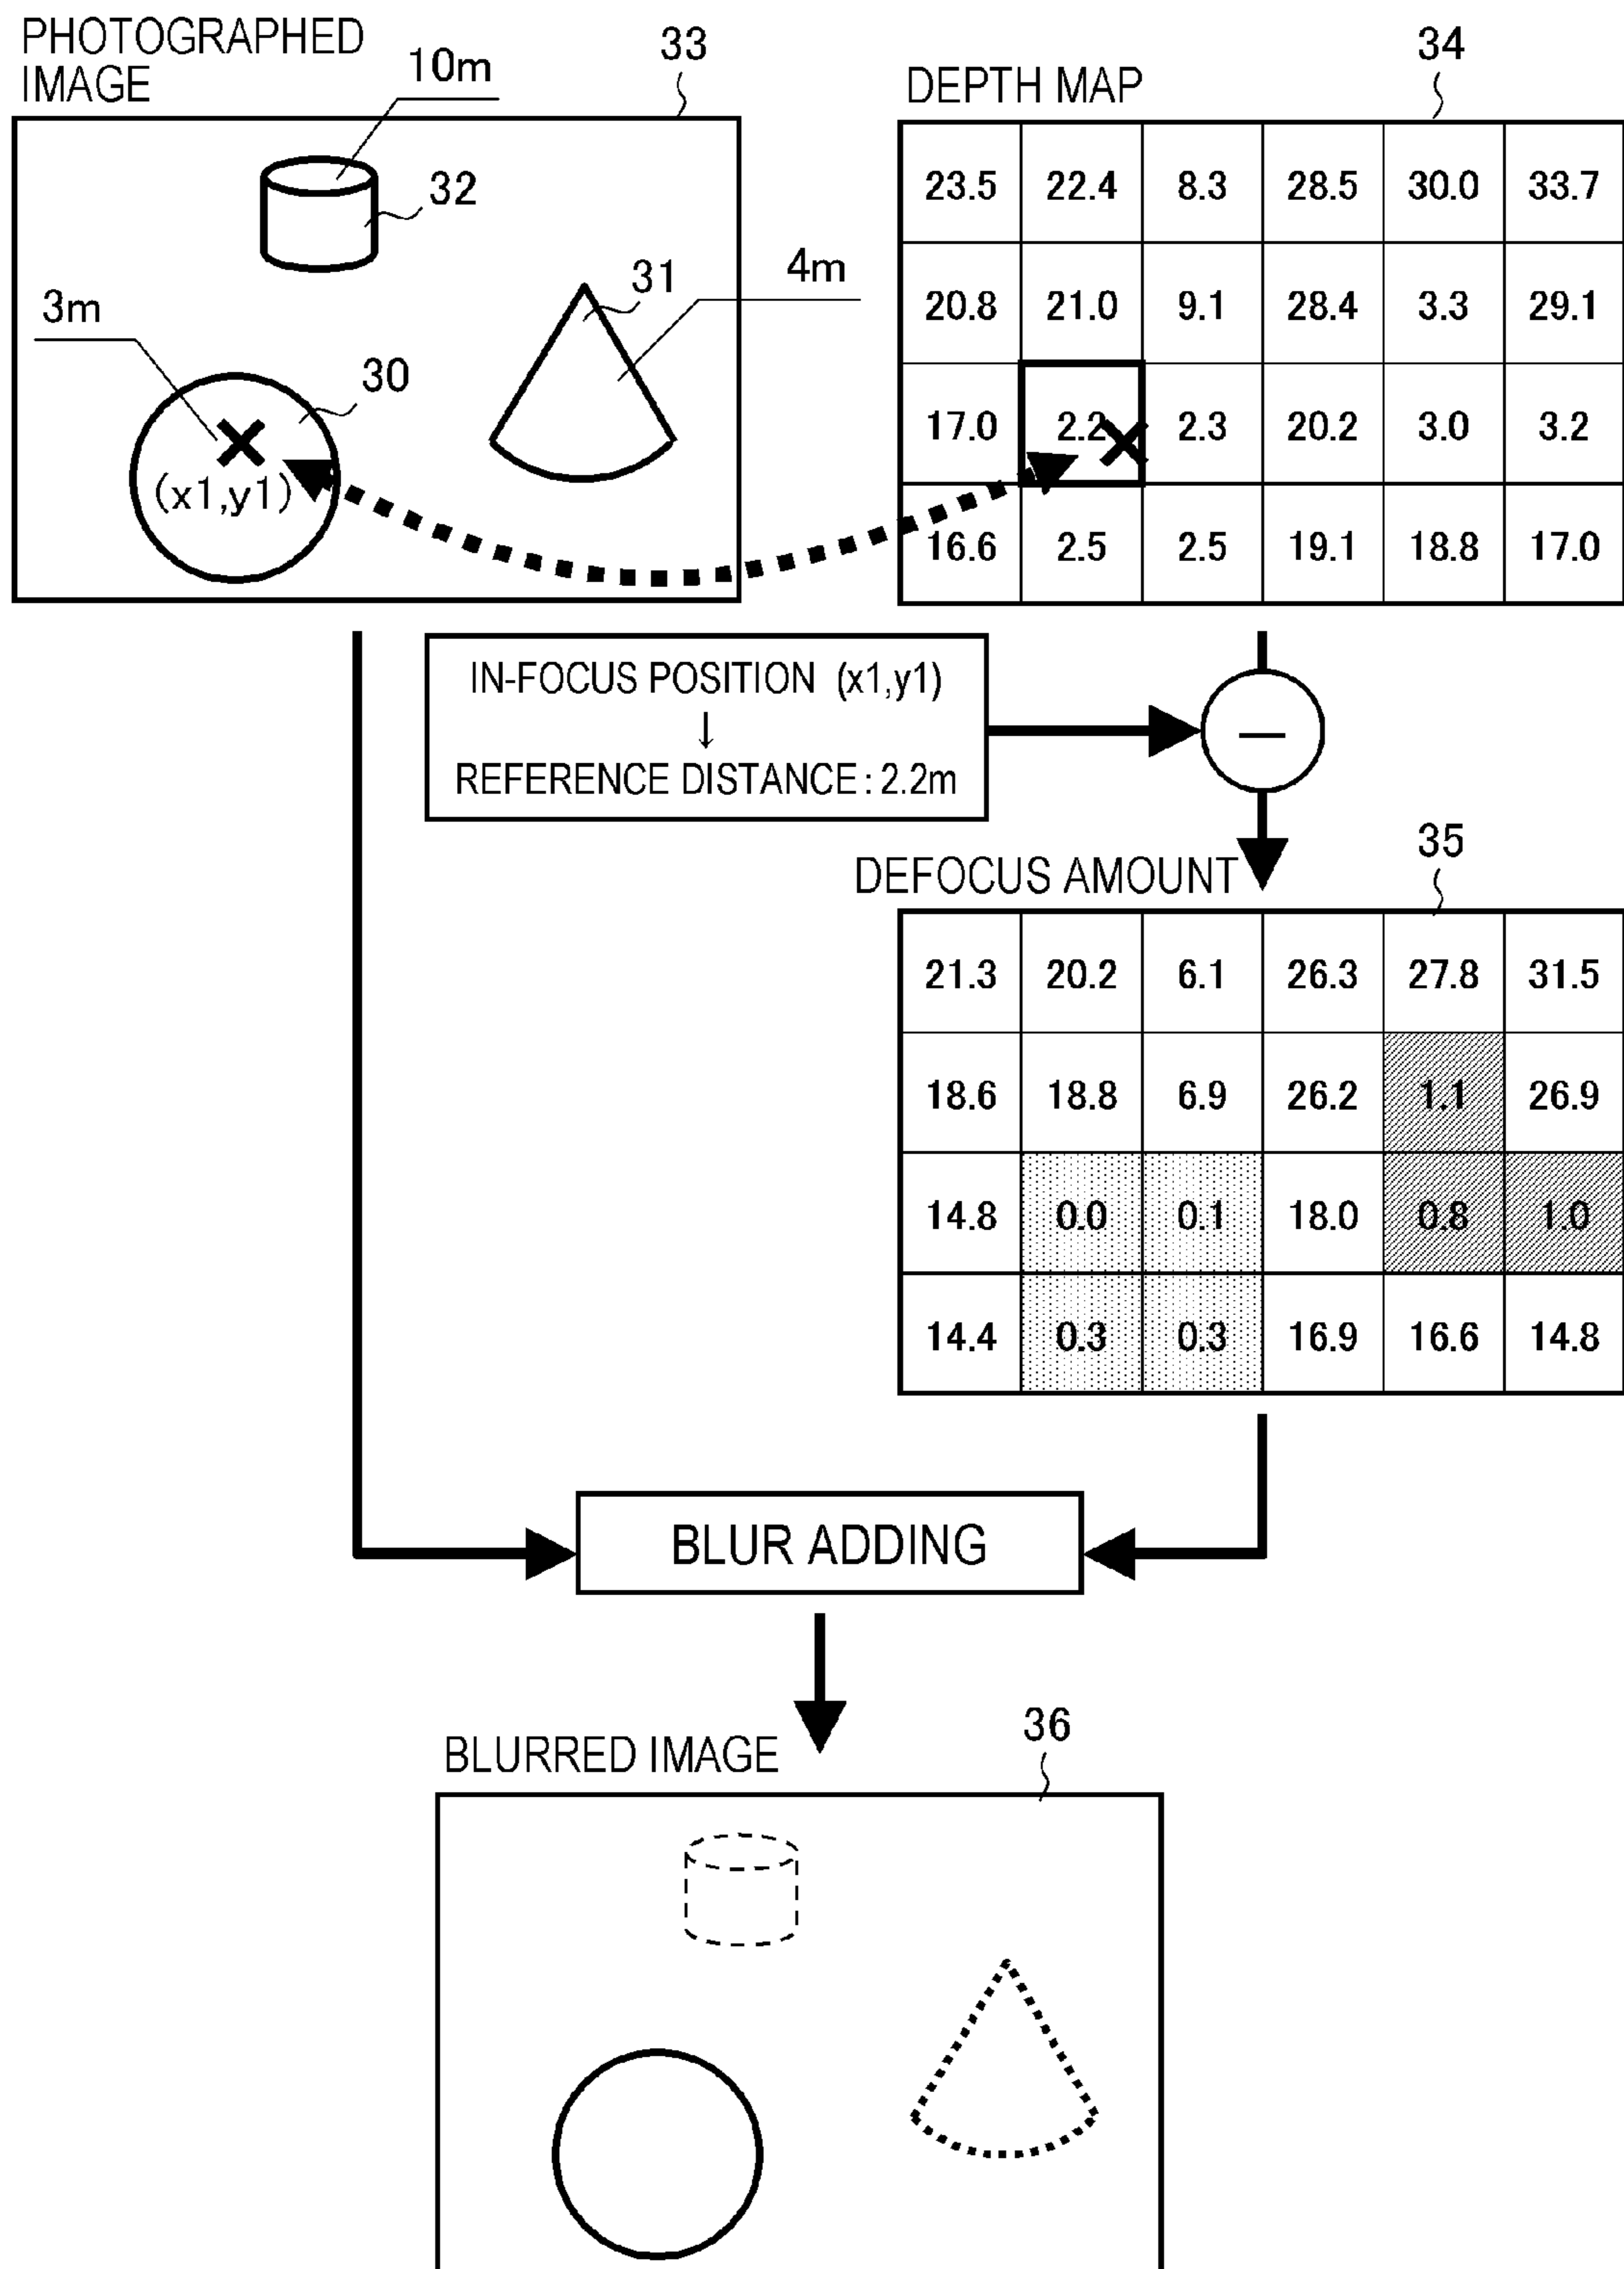 PHOTOGRAPHED
IMAGE
10m
33
32
31
4m
3m
30
(x1,y1)
DEPTH MAP
34
23.5 22.4 8.3 28.5 30.0 33.7
20.8 21.0 9.1 28.4 3.3 29.1
17.0 2.2 2.3 20.2 3.0 3.2
16.6 2.5 2.5 19.1 18.8 17.0
IN-FOCUS POSITION (x1,y1)
↓
REFERENCE DISTANCE : 2.2m
−
DEFOCUS AMOUNT
35
21.3 20.2 6.1 26.3 27.8 31.5
18.6 18.8 6.9 26.2 1.1 26.9
14.8 0.0 0.1 18.0 0.8 1.0
14.4 0.3 0.3 16.9 16.6 14.8
BLUR ADDING
BLURRED IMAGE
36